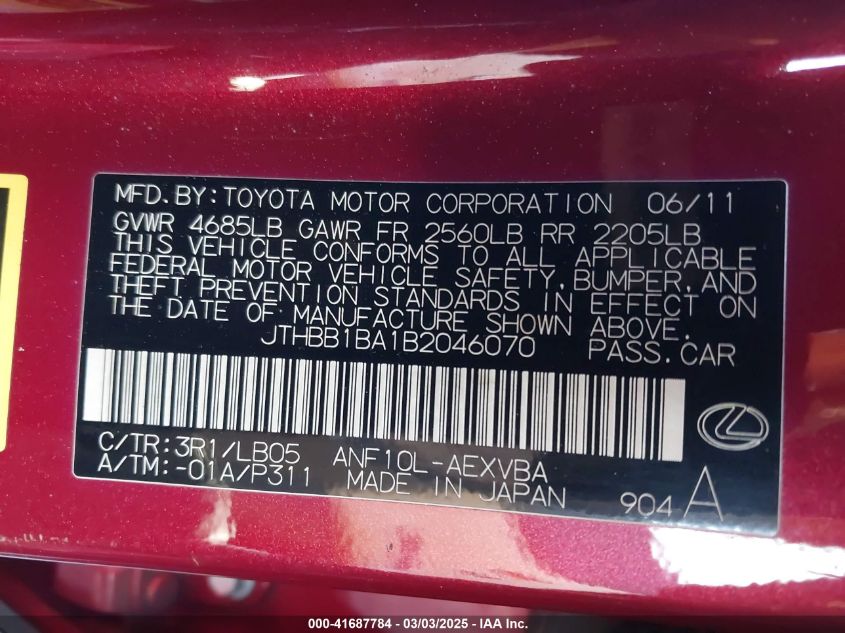 MFD.BY:TOYOTA MOTOR CORPORATION 06/11
GVWR 4685LB GAWR FR 2560LB RR 2205LB
THIS VEHICLE CONFORMS TO ALL APPLICABLE
FEDERAL MOTOR VEHICLE SAFETY,BUMPER,AND
THEFT PREVENTION STANDARDS IN EFFECT ON
THE DATE OF MANUFACTURE SHOWN ABOVE.
JTHBB1BA1B2046070 PASS.CAR
C/TR:3R1/LB05 ANF10L-AEXVBA
A/TM:-01A/P311 MADE IN JAPAN 904 A
000-41687784 / 03/03/2025 - IAA Inc.